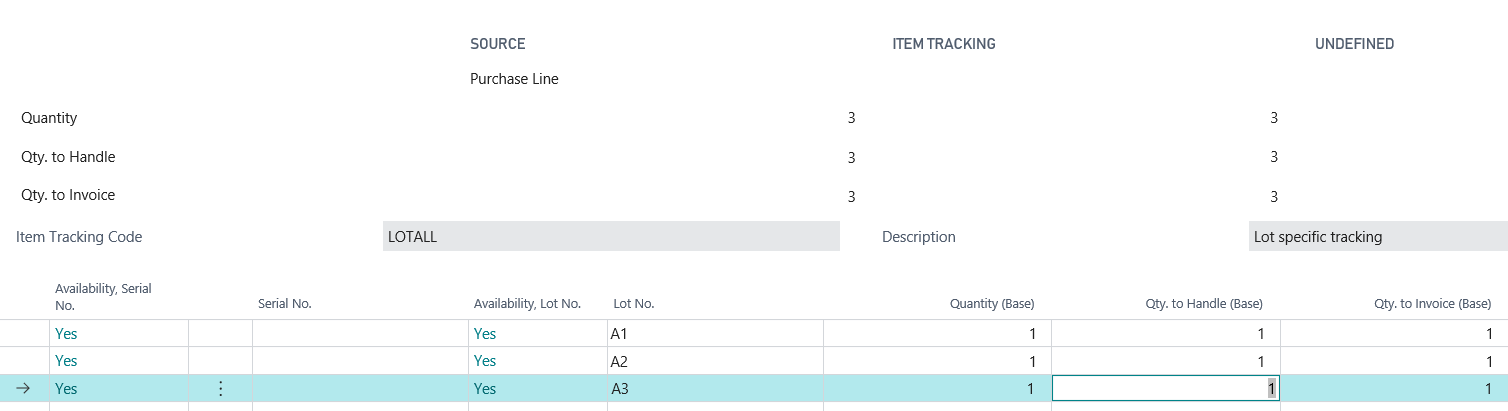 SOURCE ITEM TRACKING UNDEFINED
Purchase Line
Quantity 3 3
Qty. to Handle 3 3
Qty. to Invoice 3 3
Item Tracking Code LOTALL Description Lot specific tracking
Availability, Serial
No. Serial No. Availability, Lot No. Lot No. Quantity (Base) Qty. to Handle (Base) Qty. to Invoice (Base)
Yes Yes A1 1 1 1
Yes Yes A2 1 1 1
→ Yes ⋮ Yes A3 1 1 1